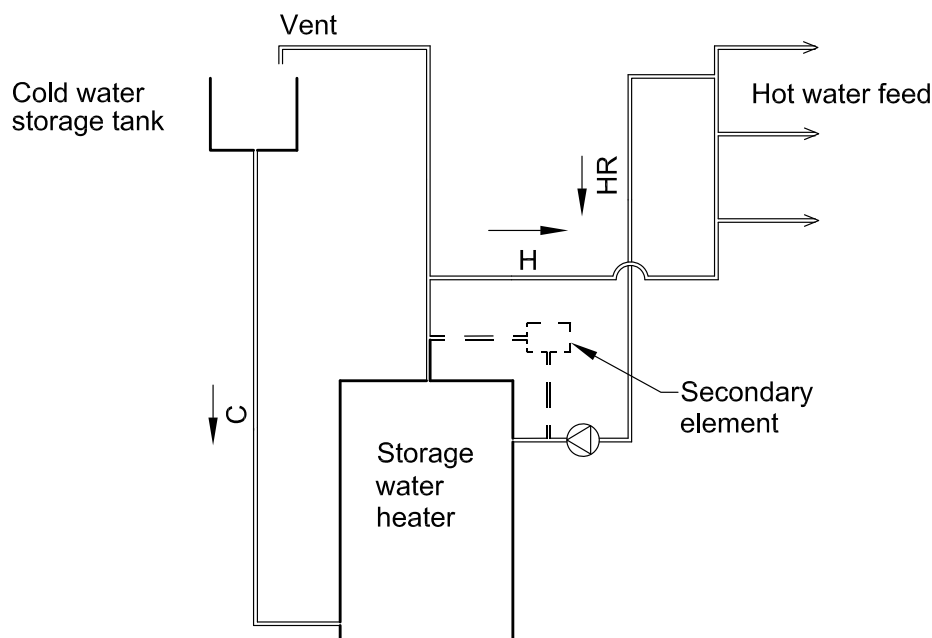 Vent
Cold water
storage tank
Hot water feed
HR
H
C
Secondary
element
Storage
water
heater